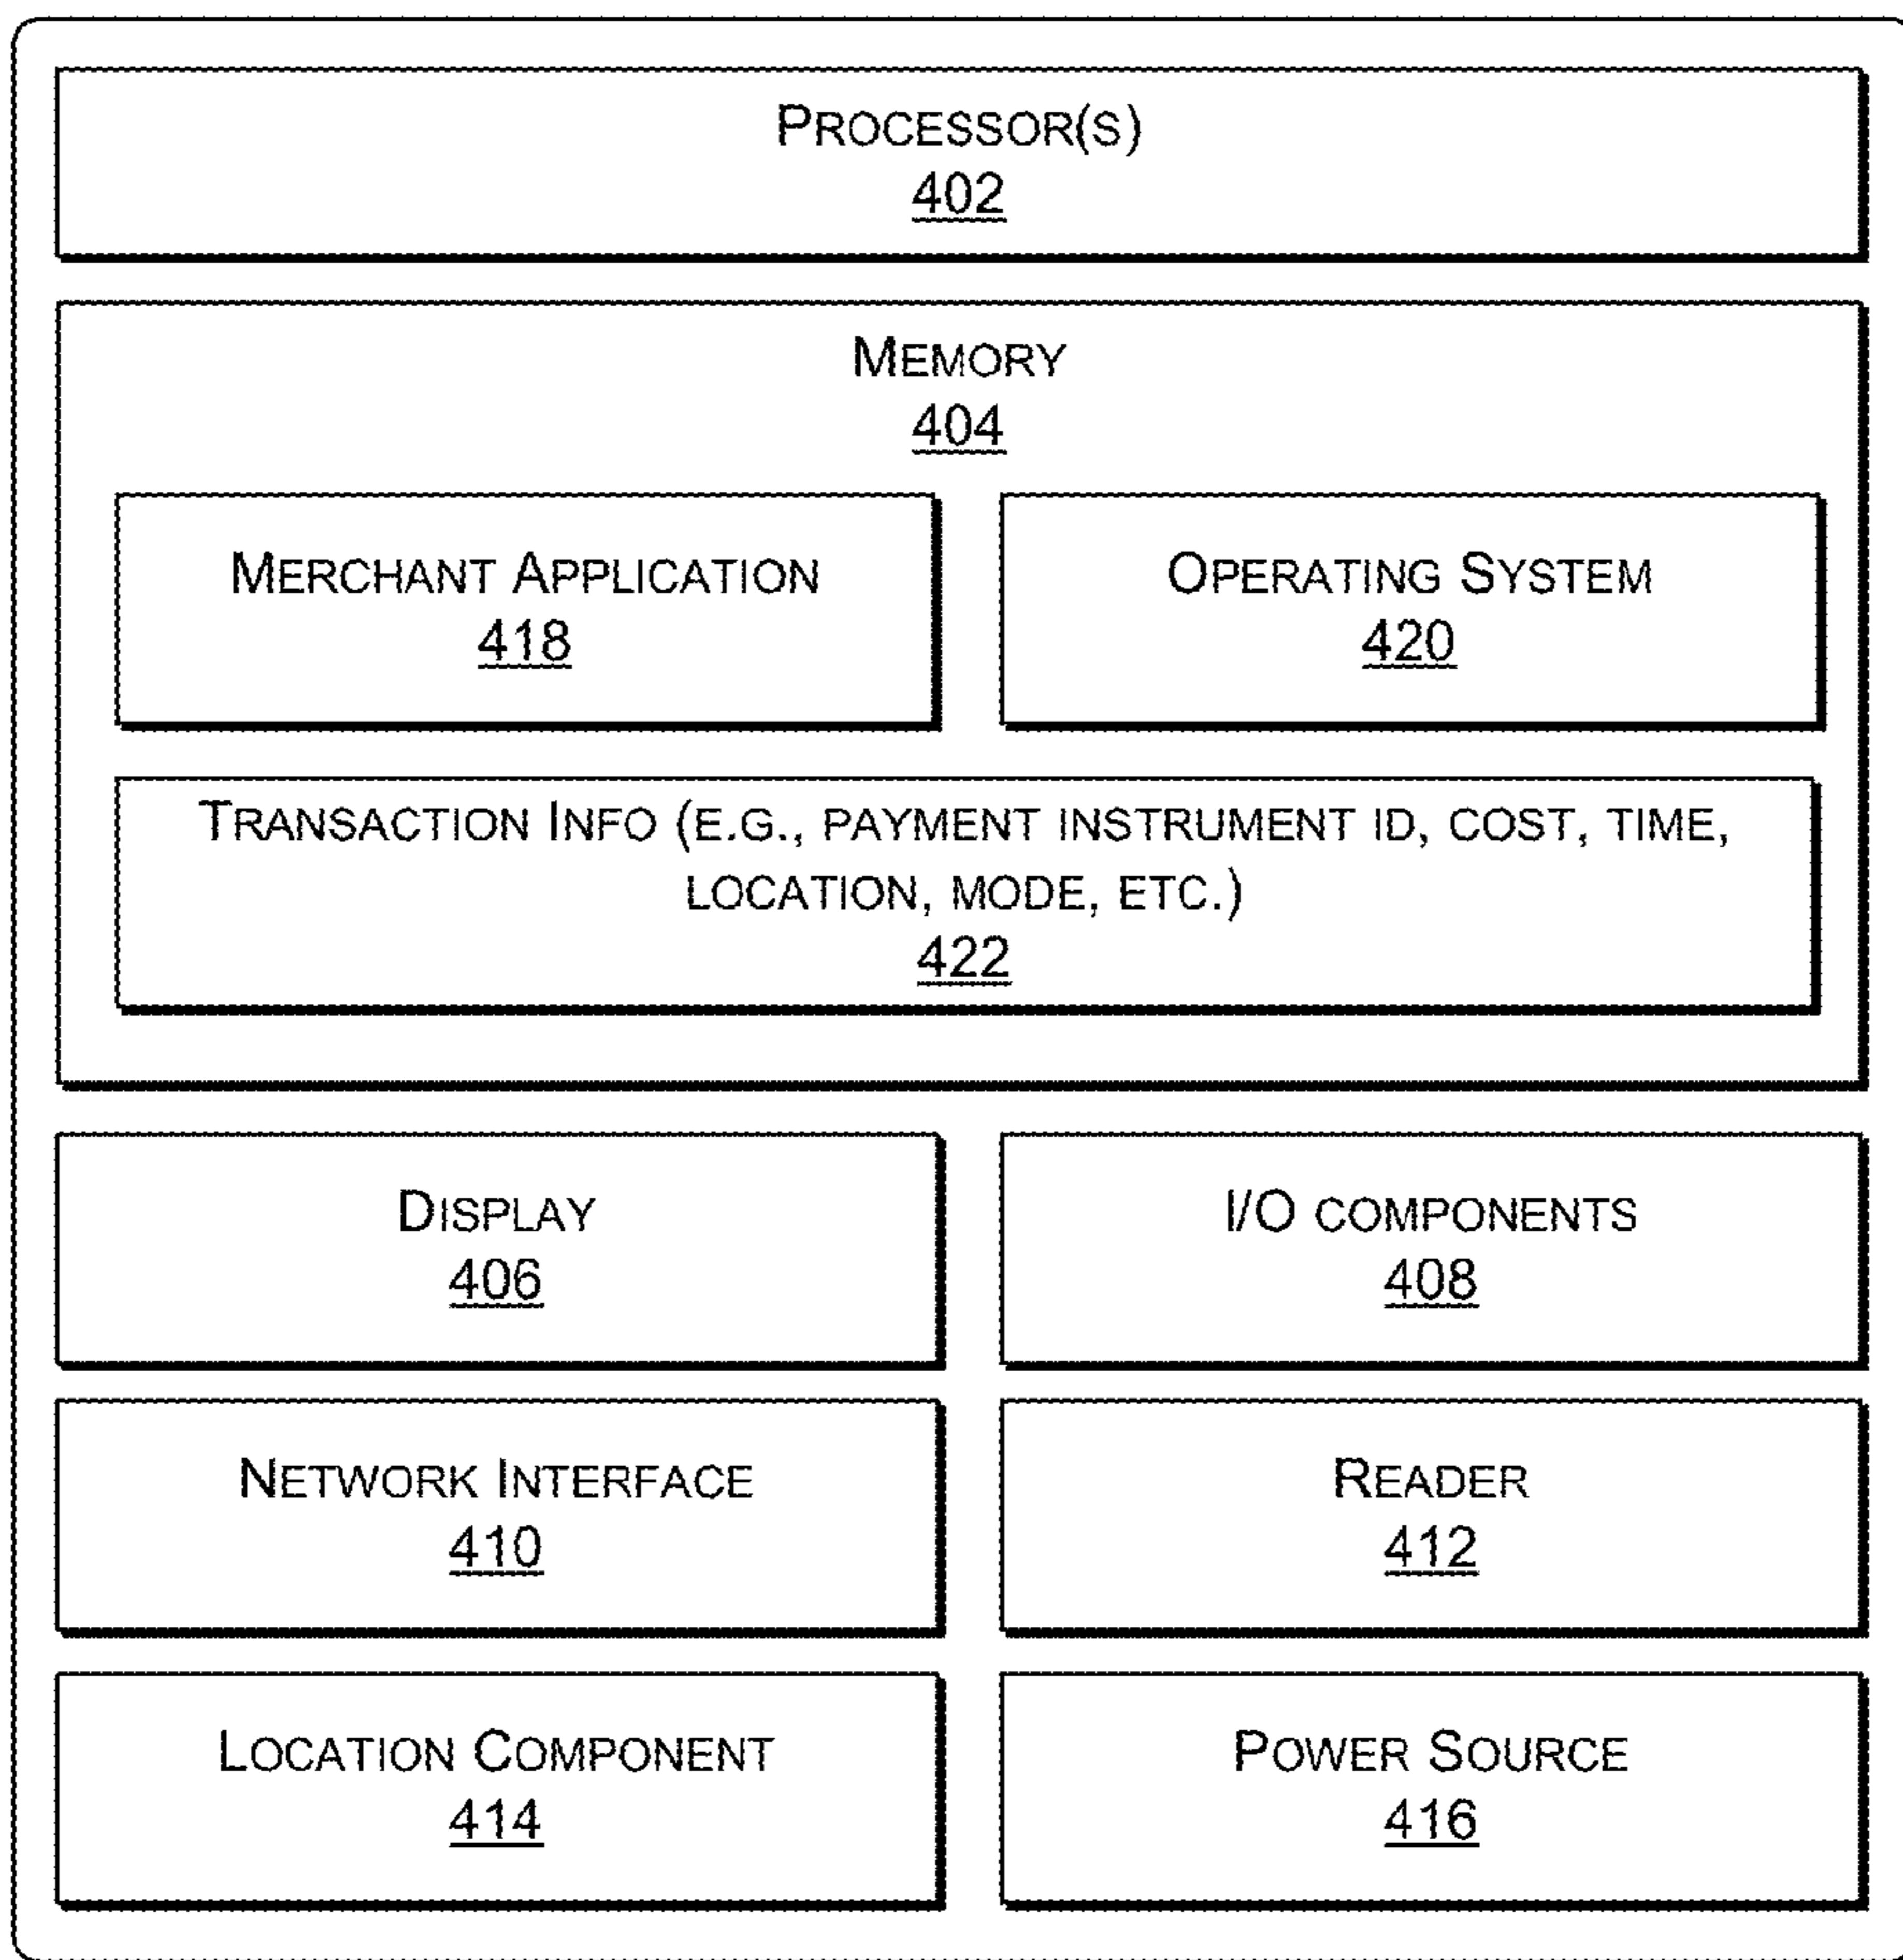 PROCESSOR(S)
402
MEMORY
404
MERCHANT APPLICATION
418
OPERATING SYSTEM
420
TRANSACTION INFO (E.G., PAYMENT INSTRUMENT ID, COST, TIME,
LOCATION, MODE, ETC.)
422
DISPLAY
406
I/O COMPONENTS
408
NETWORK INTERFACE
410
READER
412
LOCATION COMPONENT
414
POWER SOURCE
416